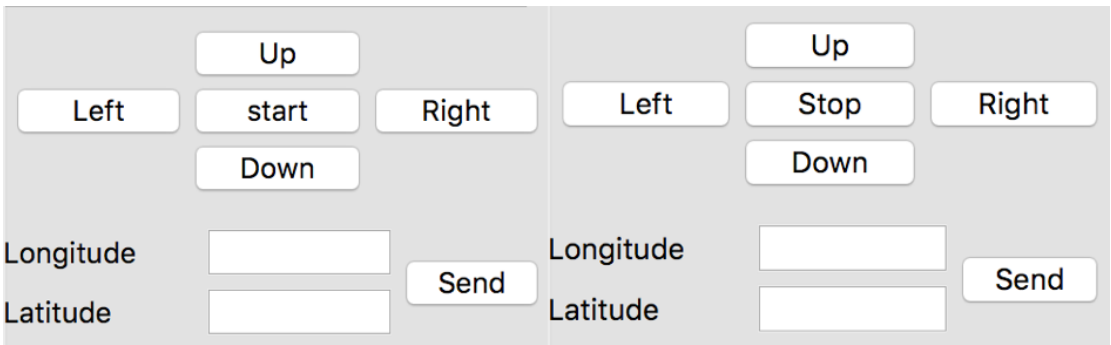 Up
Left start Right
Down
Longitude
Send
Latitude
Up
Left Stop Right
Down
Longitude
Send
Latitude